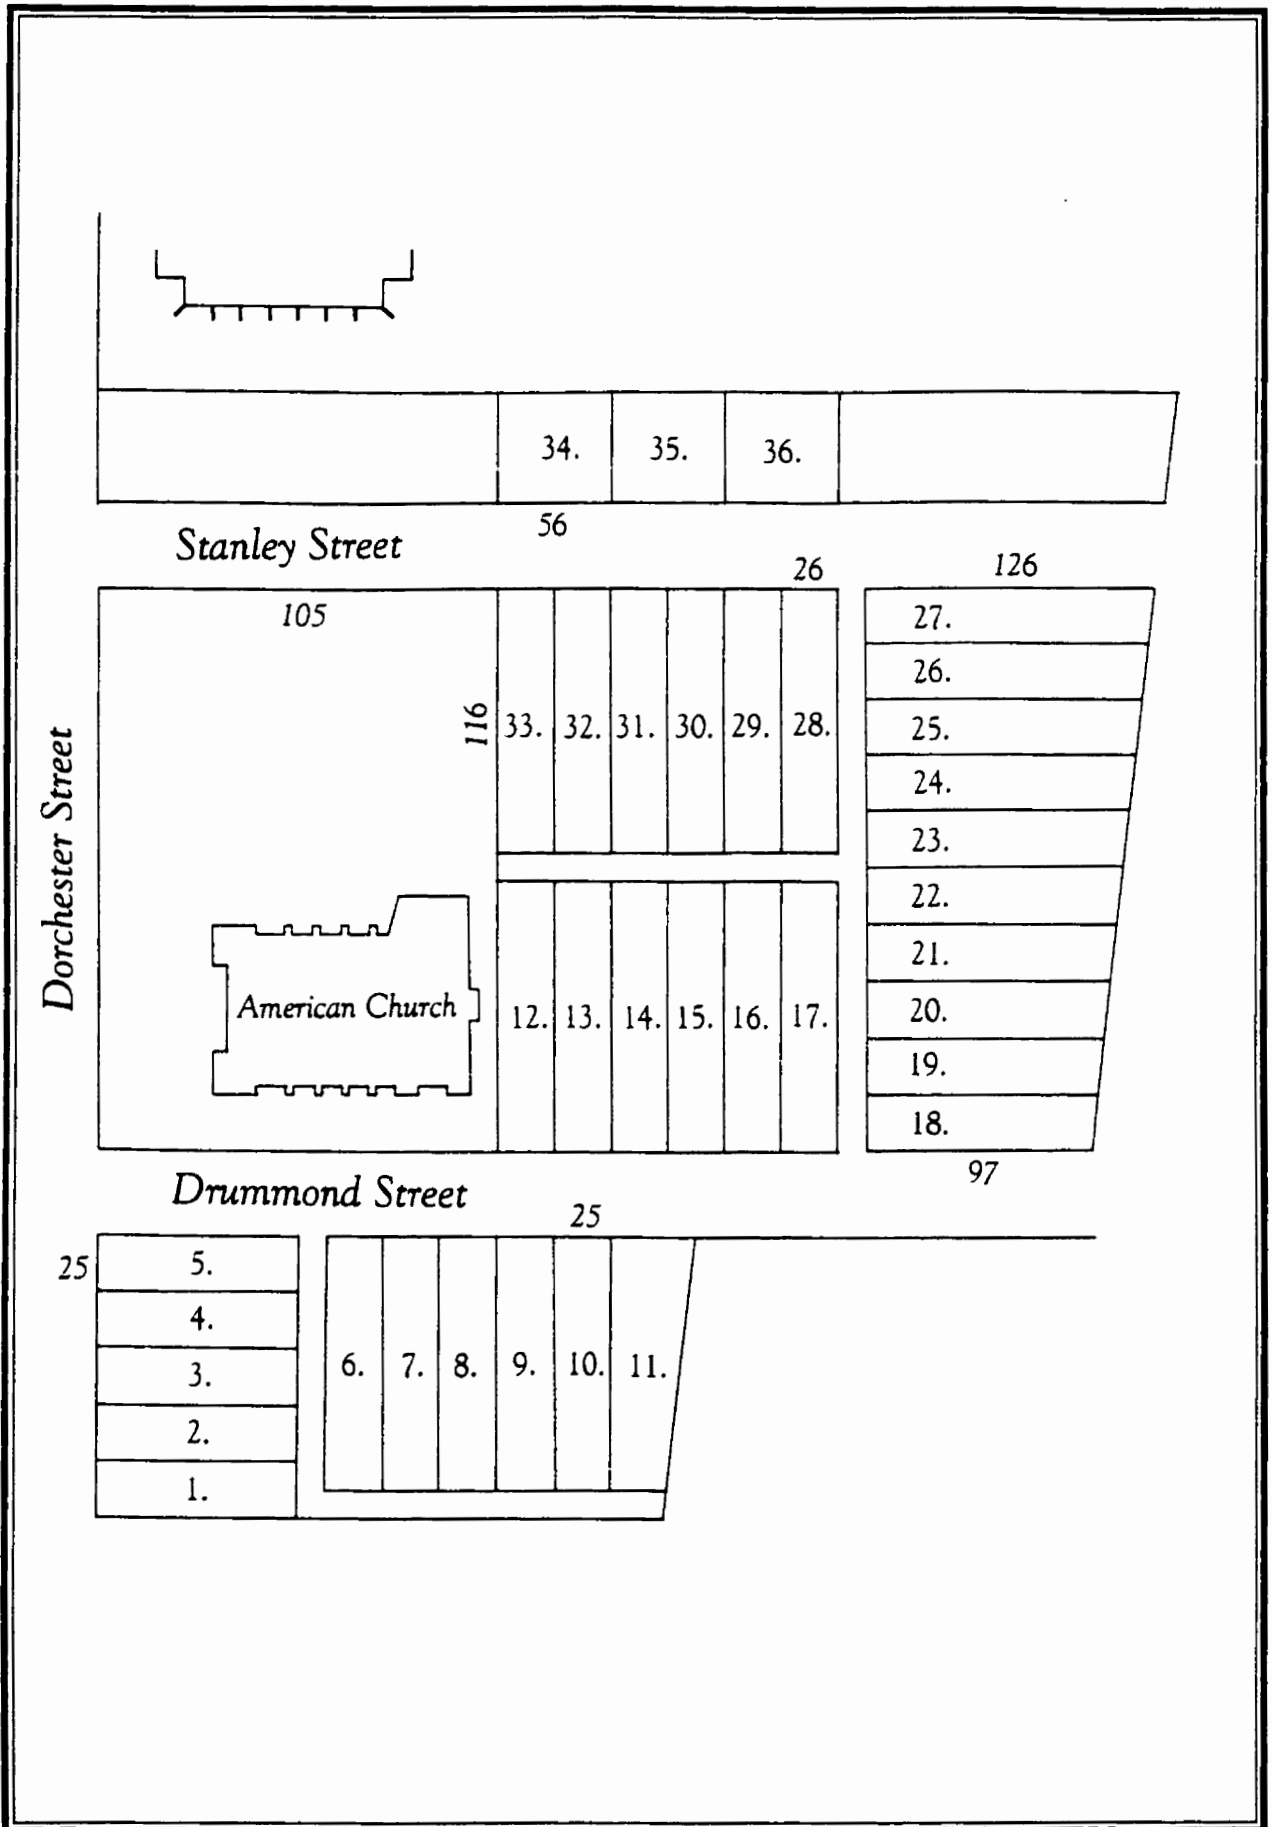 34. 35. 36.
56
Stanley Street
26
126
105
27.
26.
25.
24.
23.
22.
21.
20.
19.
18.
116
33. 32. 31. 30. 29. 28.
Dorchester Street
American Church
12. 13. 14. 15. 16. 17.
97
Drummond Street
25
25
5.
4.
3.
2.
1.
6. 7. 8. 9. 10. 11.